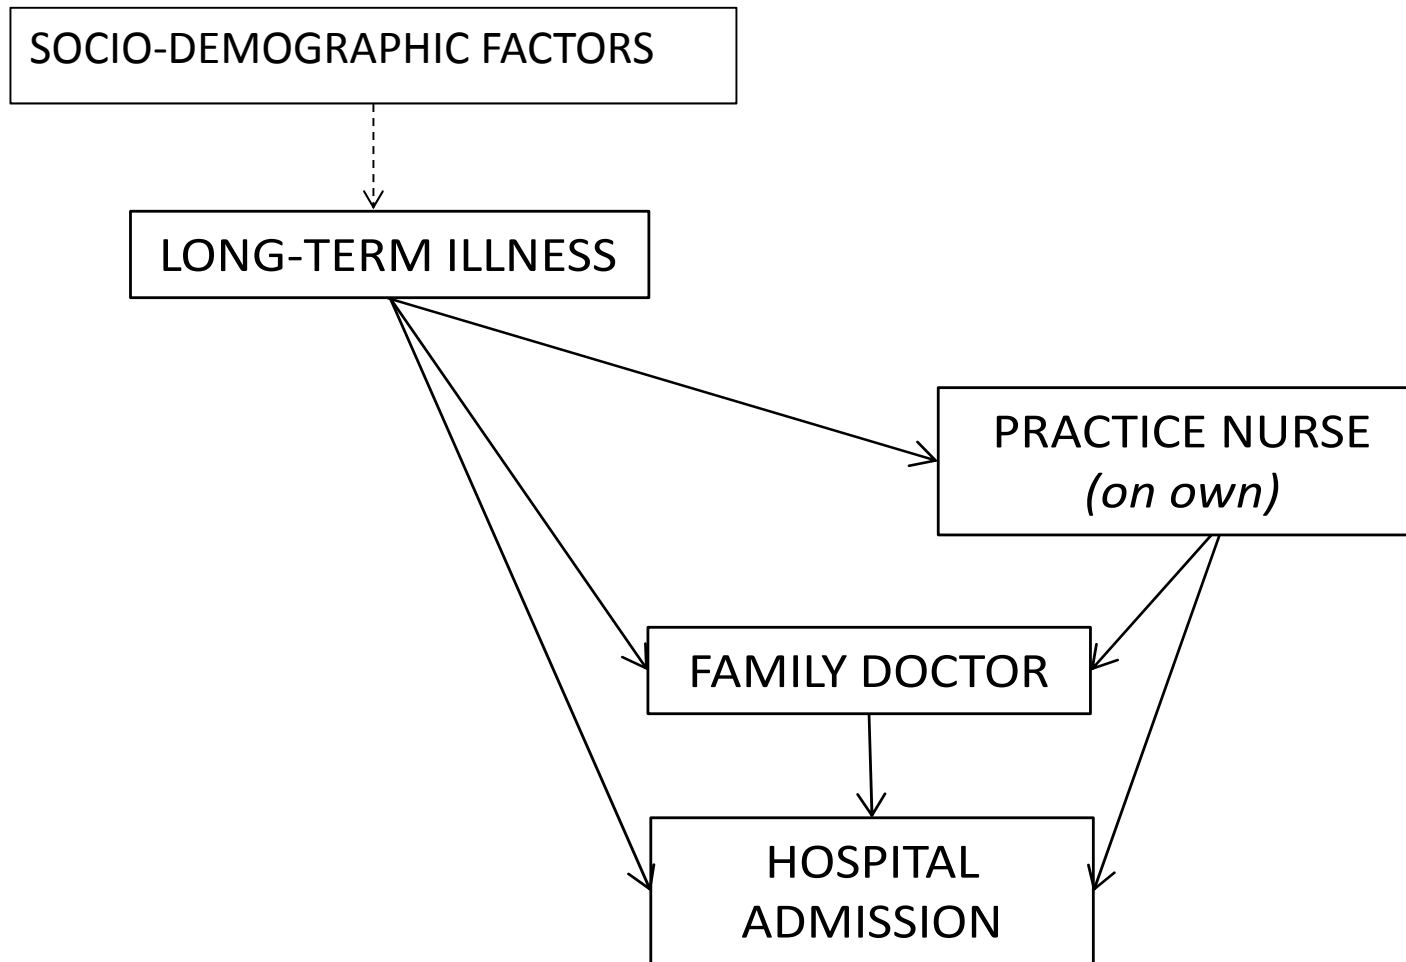 SOCIO-DEMOGRAPHIC FACTORS
LONG-TERM ILLNESS
PRACTICE NURSE
(on own)
FAMILY DOCTOR
HOSPITAL
ADMISSION